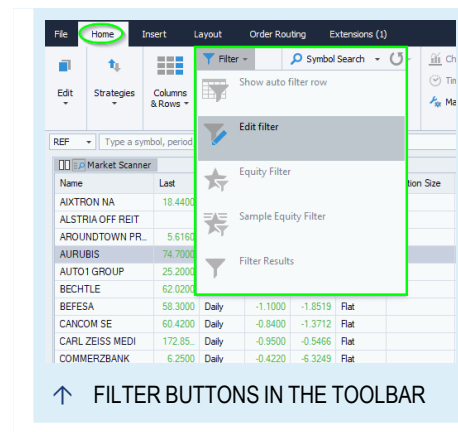 File Home Insert Layout Order Routing Extensions (1)
Filter Symbol Search
Show auto filter row
Edit Strategies Columns & Rows
Edit filter
REF Type a symbol, period
Market Scanner
Equity Filter
Name Last Size
AIXTRON NA 18.4400
ALSTRIA OFF REIT
Sample Equity Filter
AROUNDTOWN PR... 5.6160
AURUBIS 74.7000
AUTO1 GROUP 25.2000
Filter Results
BECHTLE 62.0200
BEFESA 58.3000 Daily -1.1000 -1.8519 Flat
CANCOM SE 60.4200 Daily -0.8400 -1.3712 Flat
CARL ZEISS MEDI 172.85... Daily -0.9500 -0.5466 Flat
COMMERZBANK 6.2500 Daily -0.4220 -6.3249 Flat
↑ FILTER BUTTONS IN THE TOOLBAR